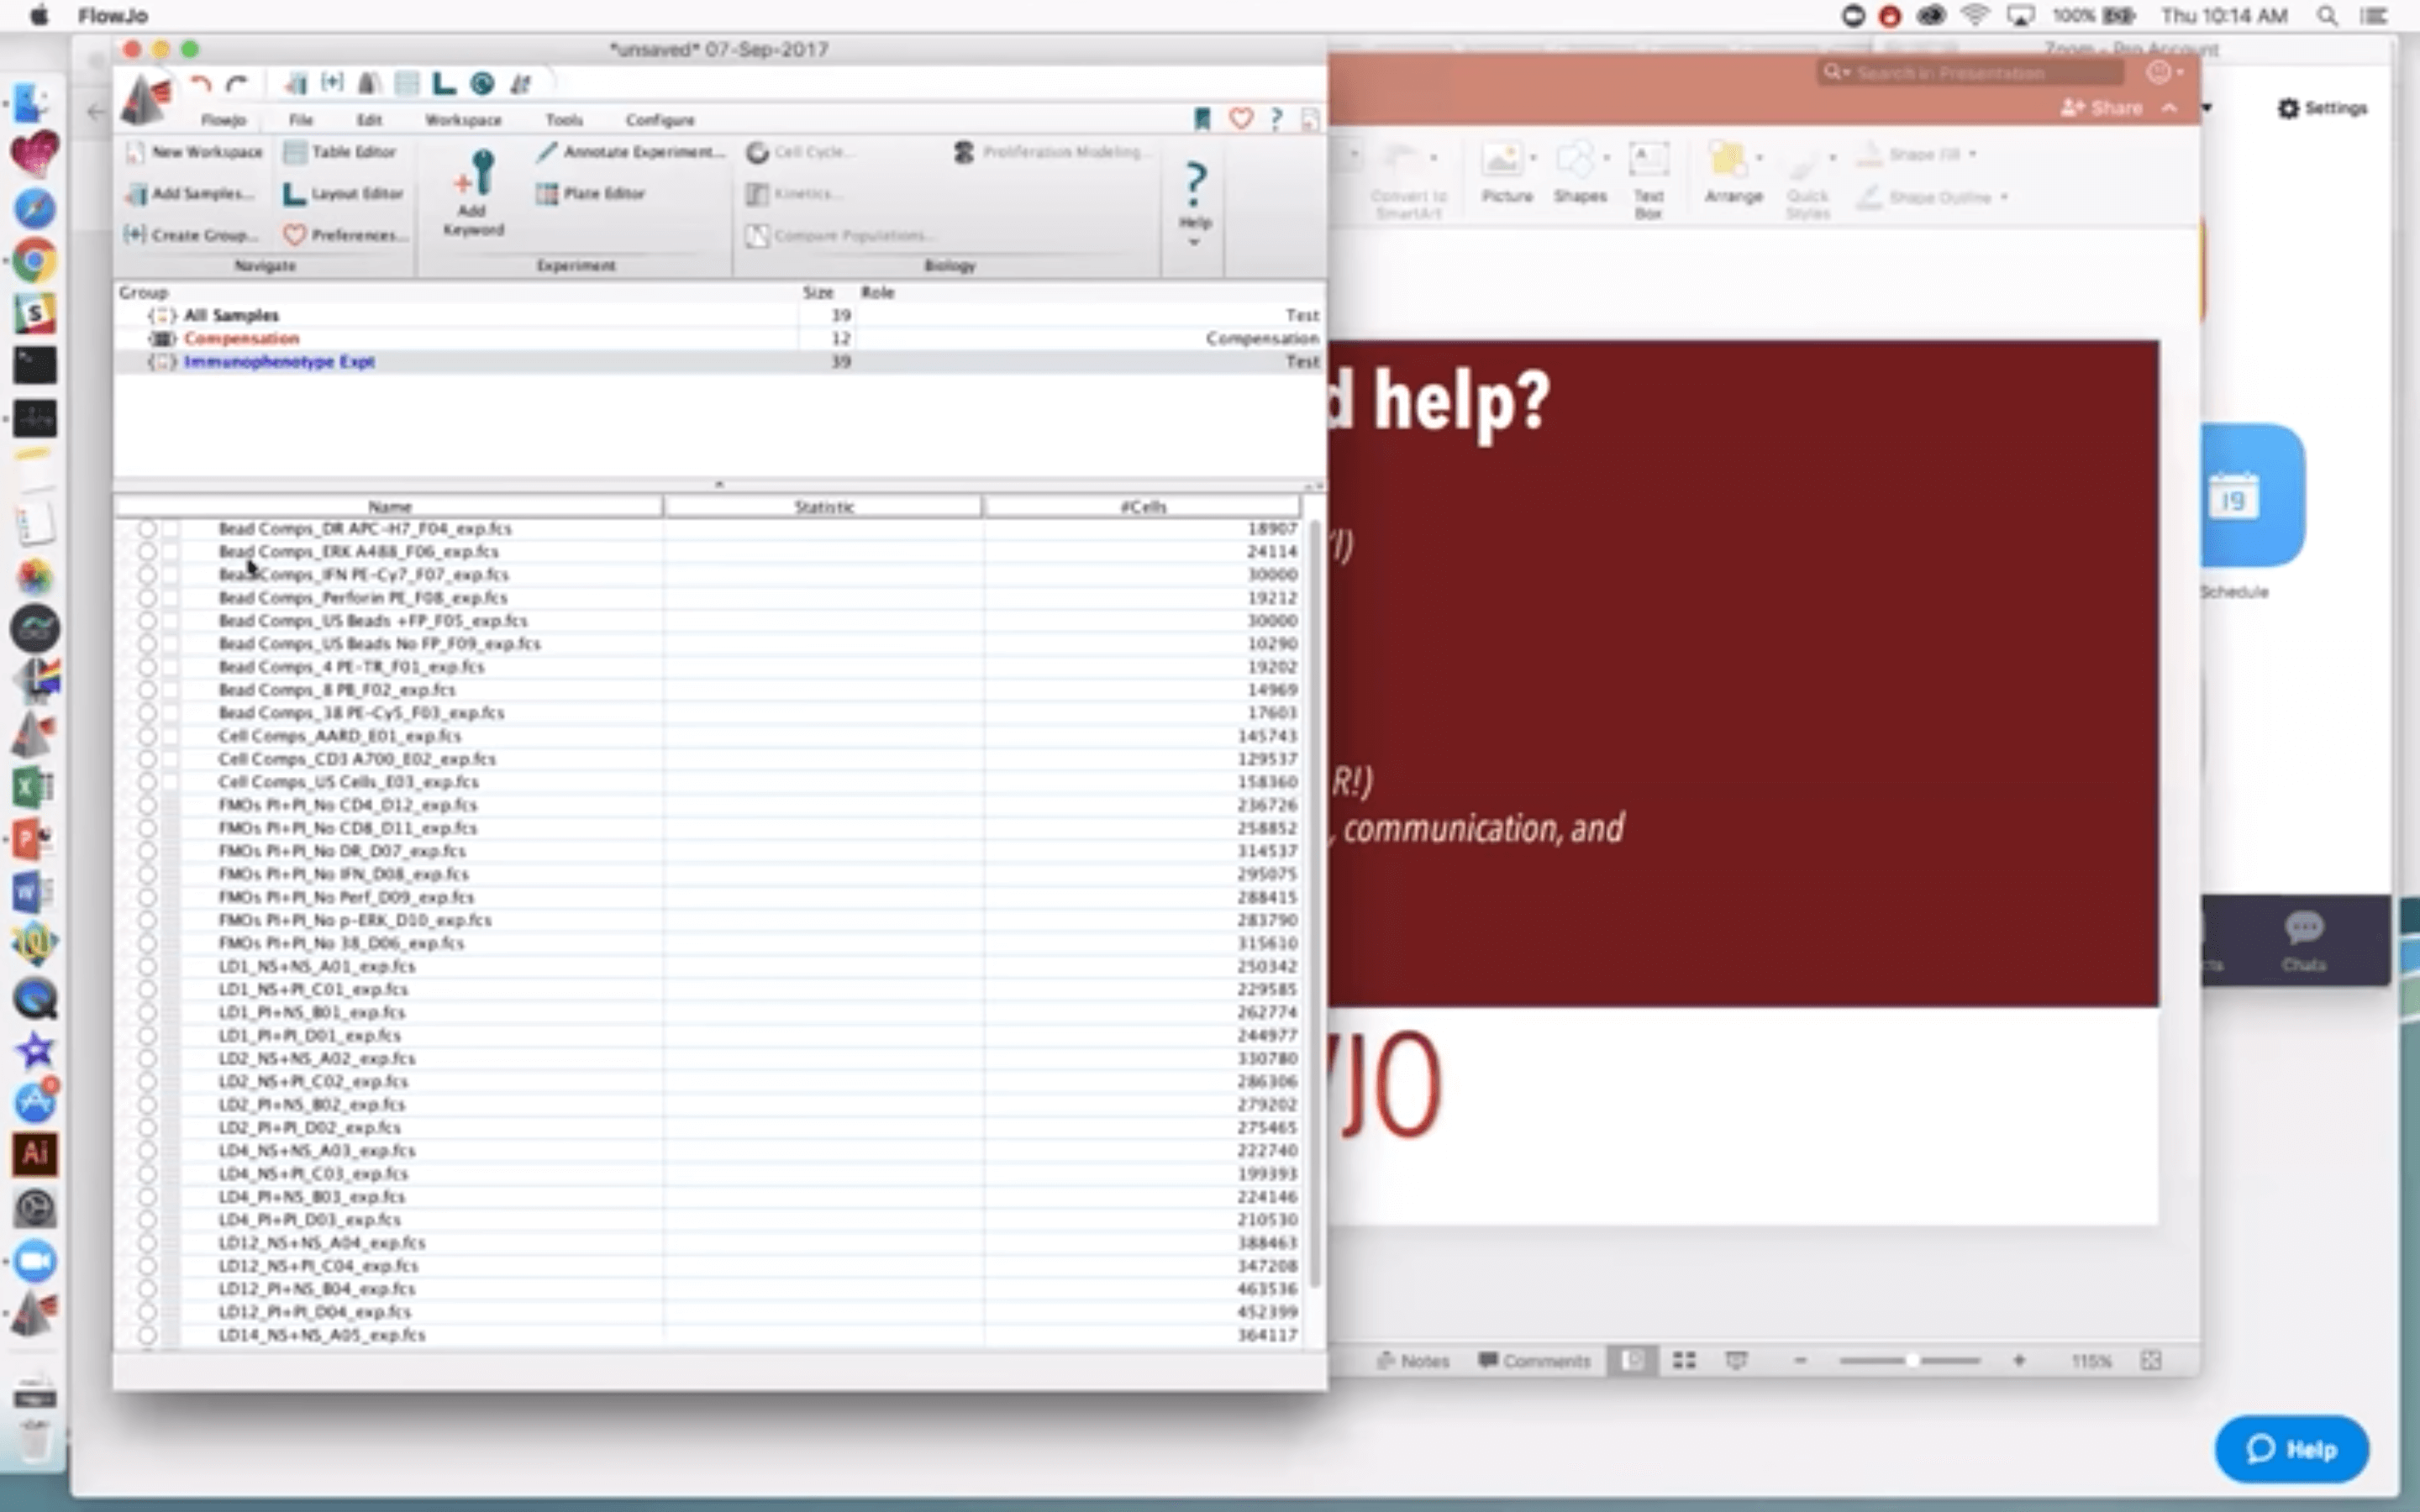 FlowJo
100%
Thu 10:14 AM
*unsaved* 07-Sep-2017
Zoom - Pro Account
Search in Presentation
Share
Settings
FlowJo File Edit Workspace Tools Configure
New Workspace
Table Editor
Annotate Experiment...
Cell Cycle...
Proliferation Modeling...
Add Samples...
Layout Editor
Plate Editor
Kinetics...
Add
Keyword
Create Group...
Preferences...
Compare Populations...
Help
Navigate
Experiment
Biology
Convert to
SmartArt
Picture
Shapes
Text
Box
Arrange
Quick
Styles
Shape Fill
Shape Outline
Group Size Role
{ } All Samples 39 Test
Compensation 12 Compensation
{ } Immunophenotype Expt 39 Test
d help?
R!)
, communication, and
JO
19
Schedule
Chats
Name Statistic #Cells
Bead Comps_DR APC-H7_F04_exp.fcs 18907
Bead Comps_ERK A488_F06_exp.fcs 24114
Bead Comps_IFN PE-Cy7_F07_exp.fcs 30000
Bead Comps_Perforin PE_F08_exp.fcs 19212
Bead Comps_US Beads +FP_F05_exp.fcs 30000
Bead Comps_US Beads No FP_F09_exp.fcs 10290
Bead Comps_4 PE-TR_F01_exp.fcs 19202
Bead Comps_8 PB_F02_exp.fcs 14969
Bead Comps_38 PE-Cy5_F03_exp.fcs 17603
Cell Comps_AARD_E01_exp.fcs 145743
Cell Comps_CD3 A700_E02_exp.fcs 129537
Cell Comps_US Cells_E03_exp.fcs 158360
FMOs PI+PI_No CD4_D12_exp.fcs 236726
FMOs PI+PI_No CD8_D11_exp.fcs 258852
FMOs PI+PI_No DR_D07_exp.fcs 314537
FMOs PI+PI_No IFN_D08_exp.fcs 295075
FMOs PI+PI_No Perf_D09_exp.fcs 288415
FMOs PI+PI_No p-ERK_D10_exp.fcs 283790
FMOs PI+PI_No 38_D06_exp.fcs 315610
LD1_NS+NS_A01_exp.fcs 250342
LD1_NS+PI_C01_exp.fcs 229585
LD1_PI+NS_B01_exp.fcs 262774
LD1_PI+PI_D01_exp.fcs 244977
LD2_NS+NS_A02_exp.fcs 330780
LD2_NS+PI_C02_exp.fcs 286306
LD2_PI+NS_B02_exp.fcs 279202
LD2_PI+PI_D02_exp.fcs 275465
LD4_NS+NS_A03_exp.fcs 222740
LD4_NS+PI_C03_exp.fcs 199393
LD4_PI+NS_B03_exp.fcs 224146
LD4_PI+PI_D03_exp.fcs 210530
LD12_NS+NS_A04_exp.fcs 388463
LD12_NS+PI_C04_exp.fcs 347208
LD12_PI+NS_B04_exp.fcs 463536
LD12_PI+PI_D04_exp.fcs 452399
LD14_NS+NS_A05_exp.fcs 364117
Notes
Comments
115%
Ai
Help